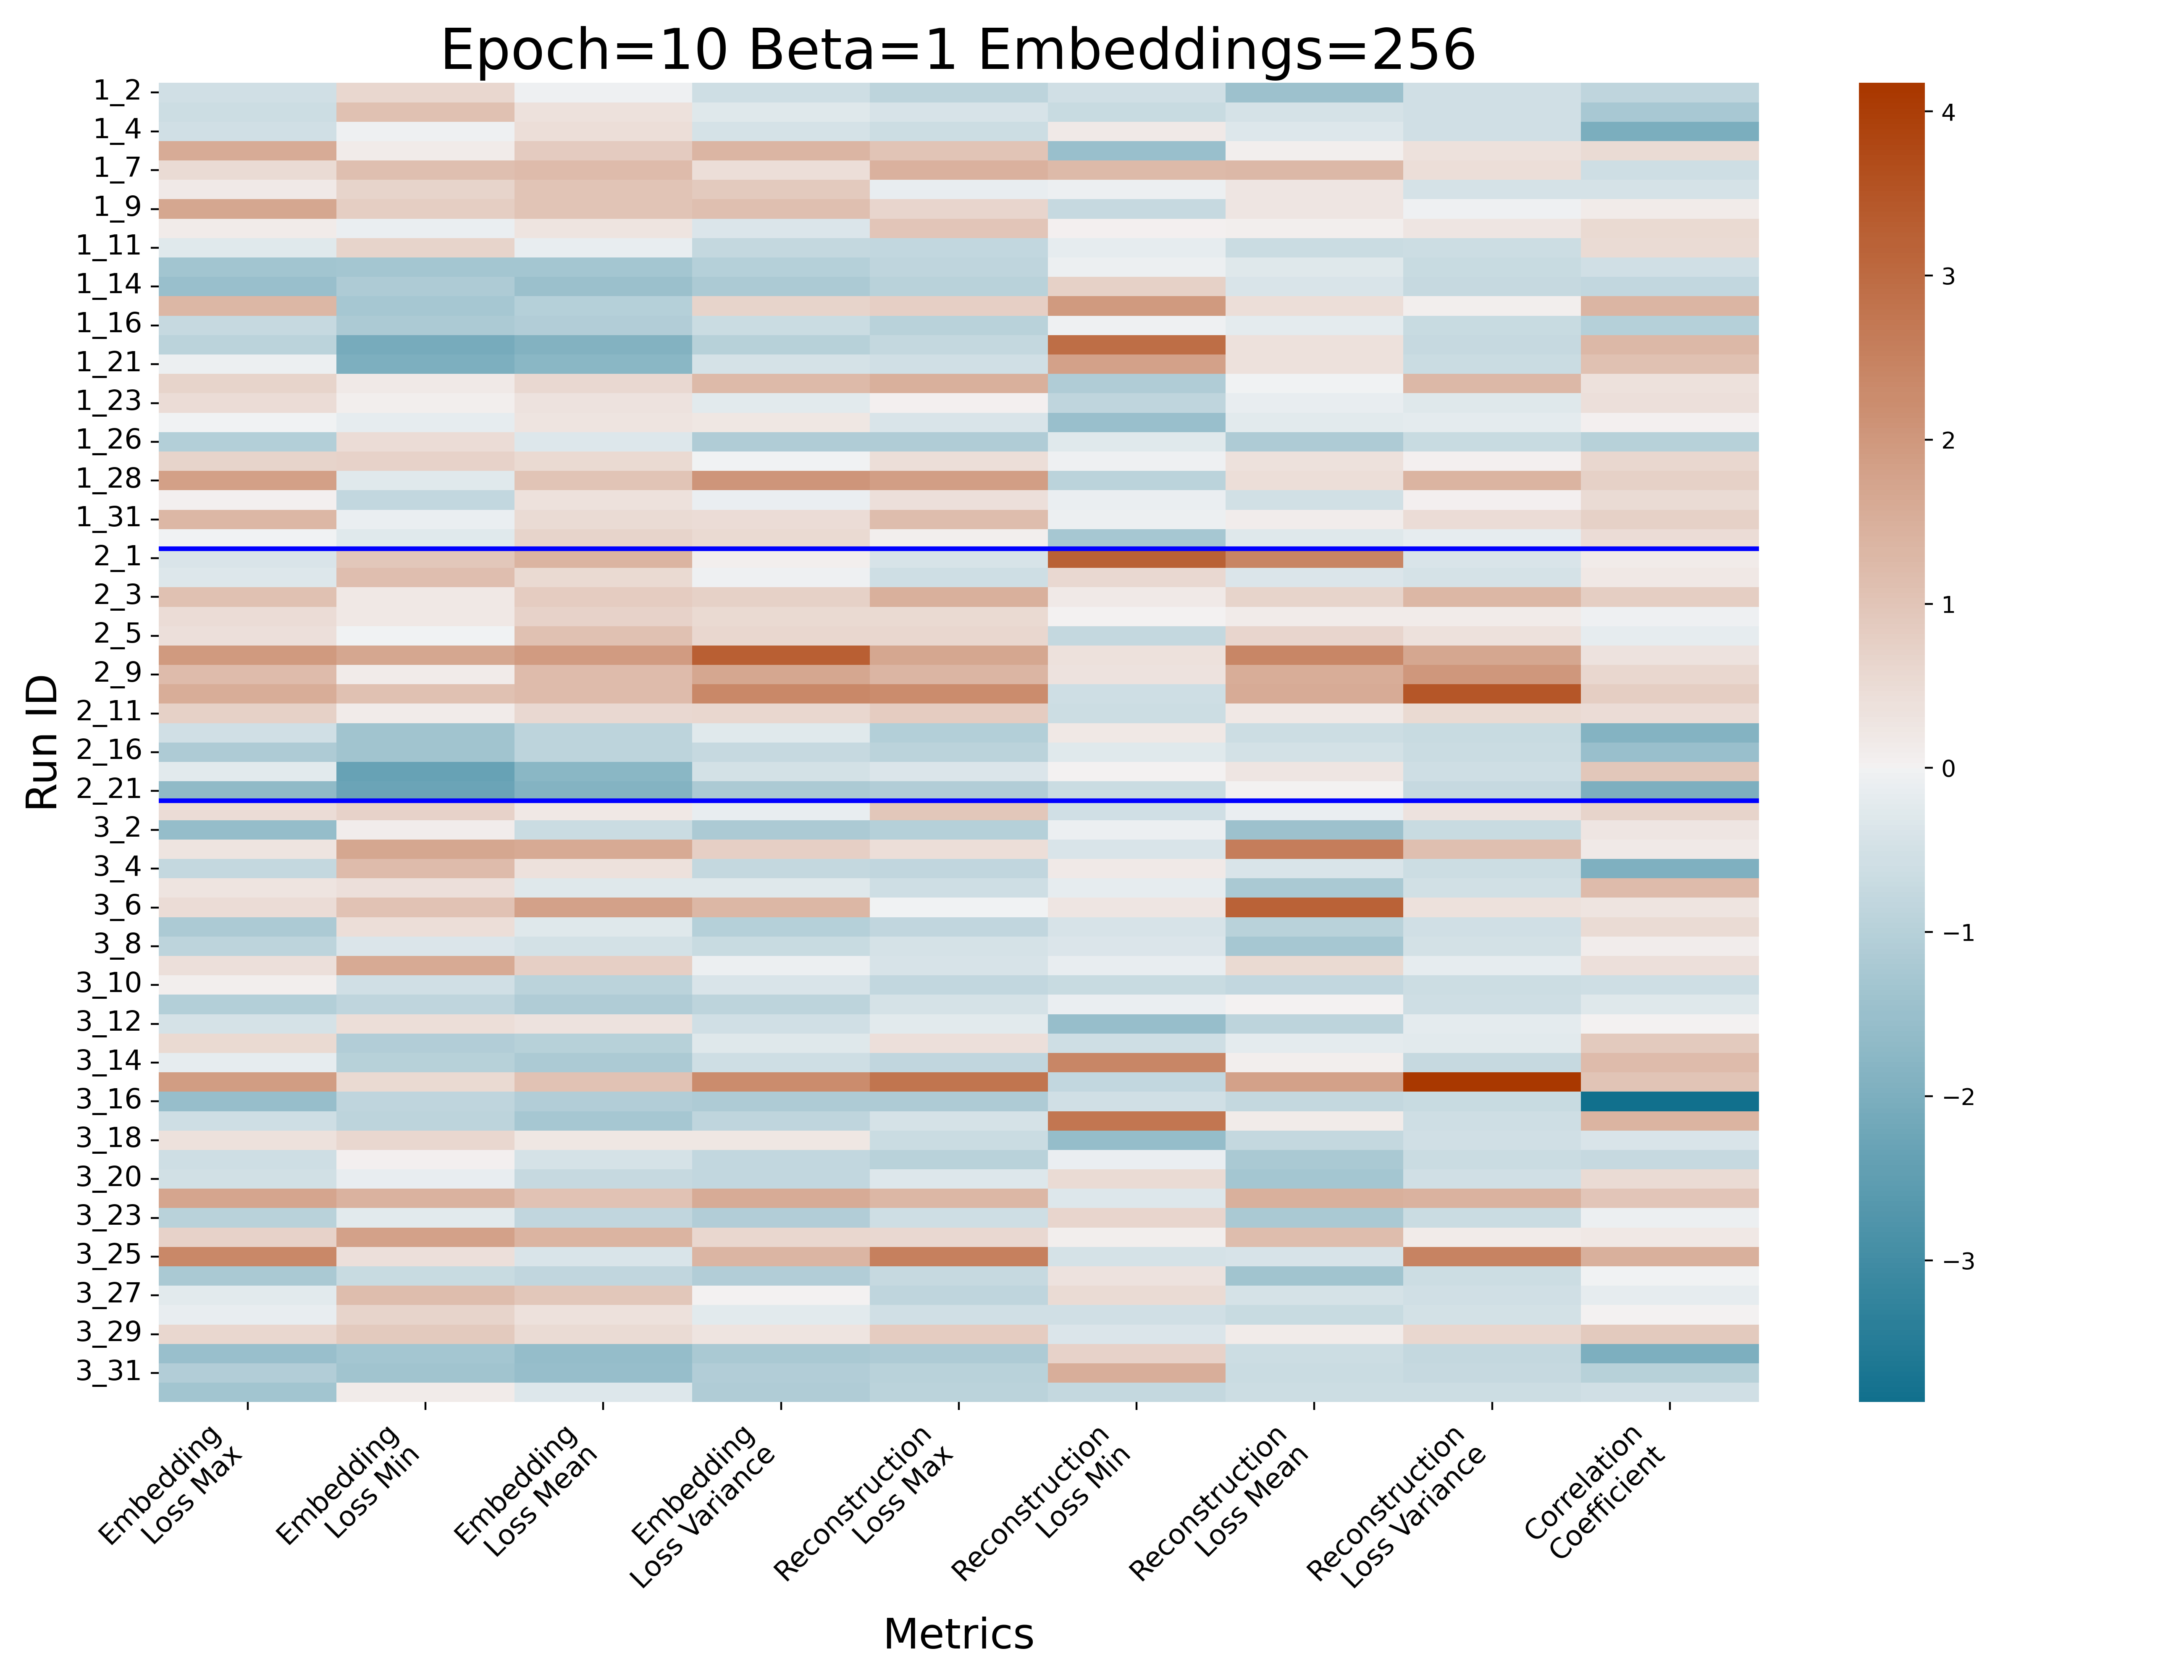 Epoch=10 Beta=1 Embeddings=256
1_2
1_4
1_7
1_9
1_11
1_14
1_16
1_21
1_23
1_26
1_28
1_31
2_1
2_3
2_5
2_9
2_11
2_16
2_21
3_2
3_4
3_6
3_8
3_10
3_12
3_14
3_16
3_18
3_20
3_23
3_25
3_27
3_29
3_31
Run ID
Embedding
Loss Max
Embedding
Loss Min
Embedding
Loss Mean
Embedding
Loss Variance
Reconstruction
Loss Max
Reconstruction
Loss Min
Reconstruction
Loss Mean
Reconstruction
Loss Variance
Correlation
Coefficient
Metrics
4
3
2
1
0
−1
−2
−3